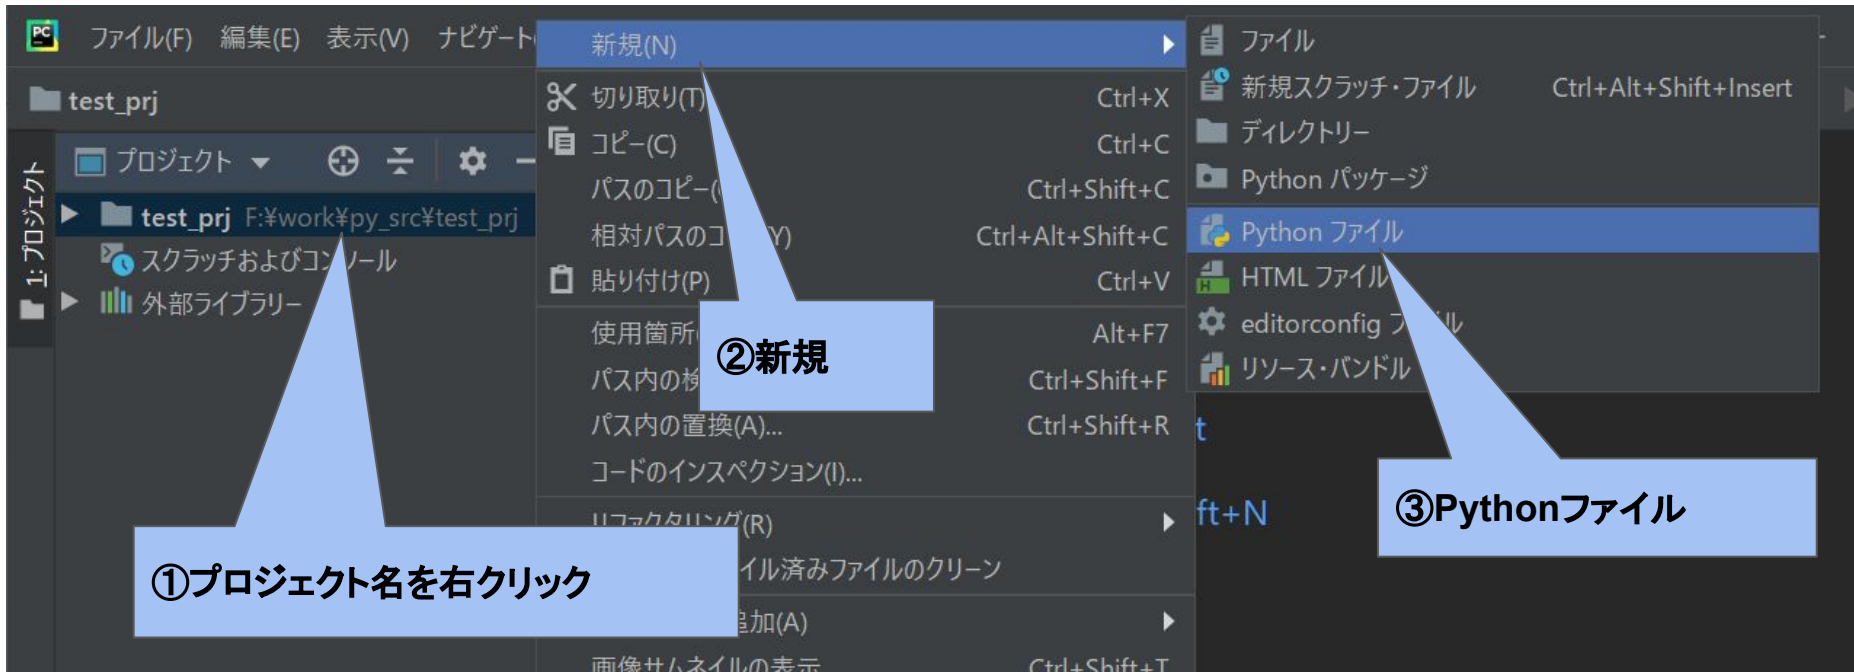 PC ファイル(F) 編集(E) 表示(V) ナビゲート
test_prj
1: プロジェクト
プロジェクト
test_prj F:¥work¥py_src¥test_prj
スクラッチおよびコンソール
外部ライブラリー
新規(N)
切り取り(T) Ctrl+X
コピー(C) Ctrl+C
パスのコピー Ctrl+Shift+C
相対パスのコ Y) Ctrl+Alt+Shift+C
貼り付け(P) Ctrl+V
使用箇所 Alt+F7
パス内の検 Ctrl+Shift+F
パス内の置換(A)... Ctrl+Shift+R
コードのインスペクション(I)...
リファクタリング(R)
イル済みファイルのクリーン
追加(A)
画像サムネイルの表示 Ctrl+Shift+T
ファイル
新規スクラッチ・ファイル Ctrl+Alt+Shift+Insert
ディレクトリー
Python パッケージ
Python ファイル
HTML ファイル
editorconfig ファイル
リソース・バンドル
t
ft+N
①プロジェクト名を右クリック
②新規
③Pythonファイル